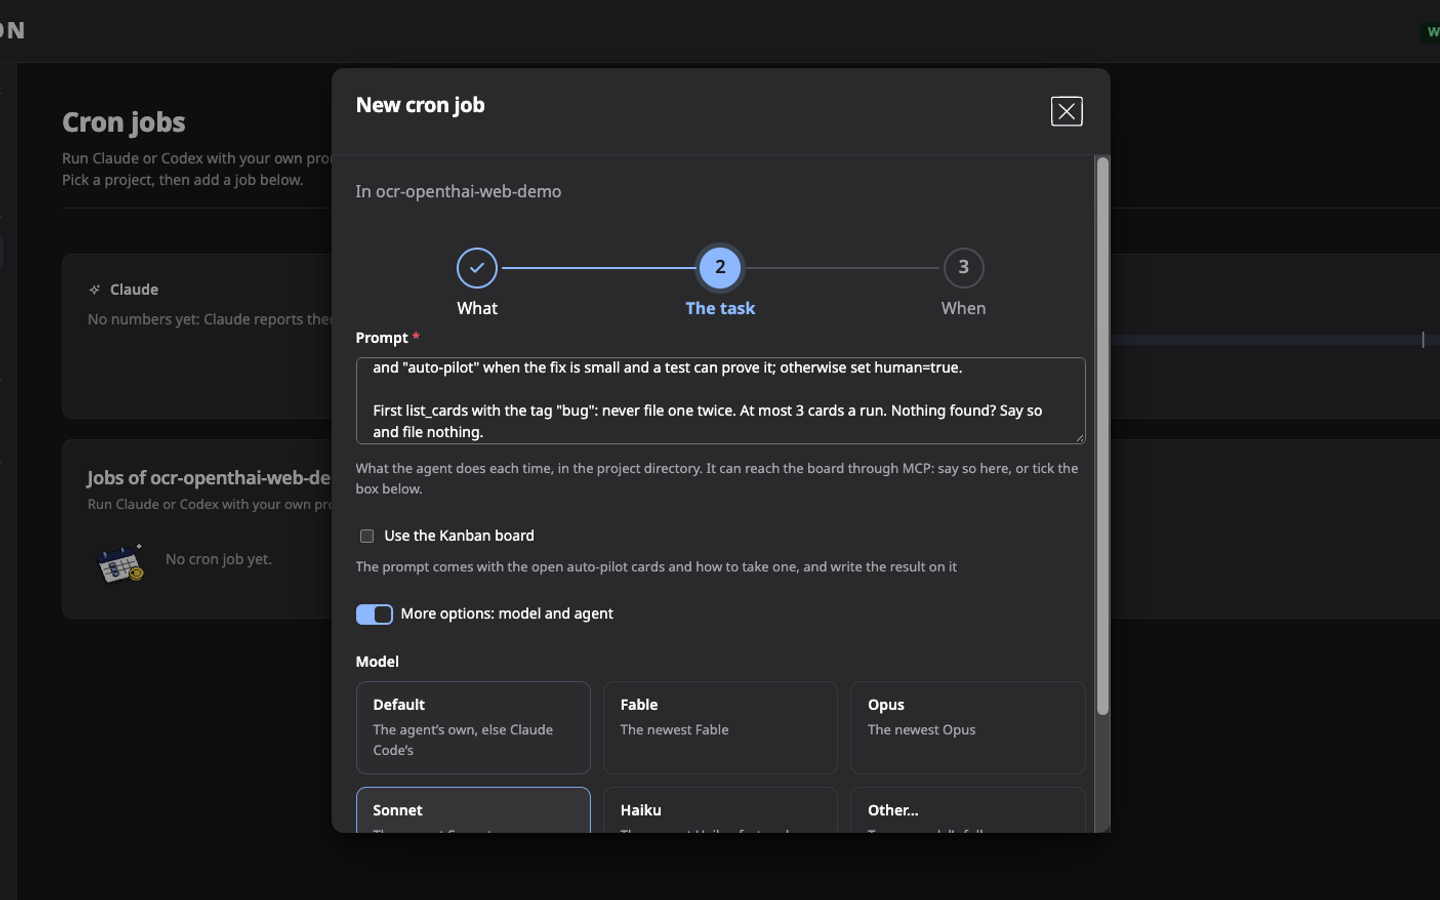 ON
W
Cron jobs
Run Claude or Codex with your own pro
Pick a project, then add a job below.
Claude
No numbers yet: Claude reports the
Jobs of ocr-openthai-web-de
Run Claude or Codex with your own pro
No cron job yet.
New cron job
In ocr-openthai-web-demo
2
3
What
The task
When
Prompt *
and "auto-pilot" when the fix is small and a test can prove it; otherwise set human=true.
First list_cards with the tag "bug": never file one twice. At most 3 cards a run. Nothing found? Say so
and file nothing.
What the agent does each time, in the project directory. It can reach the board through MCP: say so here, or tick the
box below.
Use the Kanban board
The prompt comes with the open auto-pilot cards and how to take one, and write the result on it
More options: model and agent
Model
Default
The agent’s own, else Claude
Code’s
Fable
The newest Fable
Opus
The newest Opus
Sonnet
Haiku
Other...